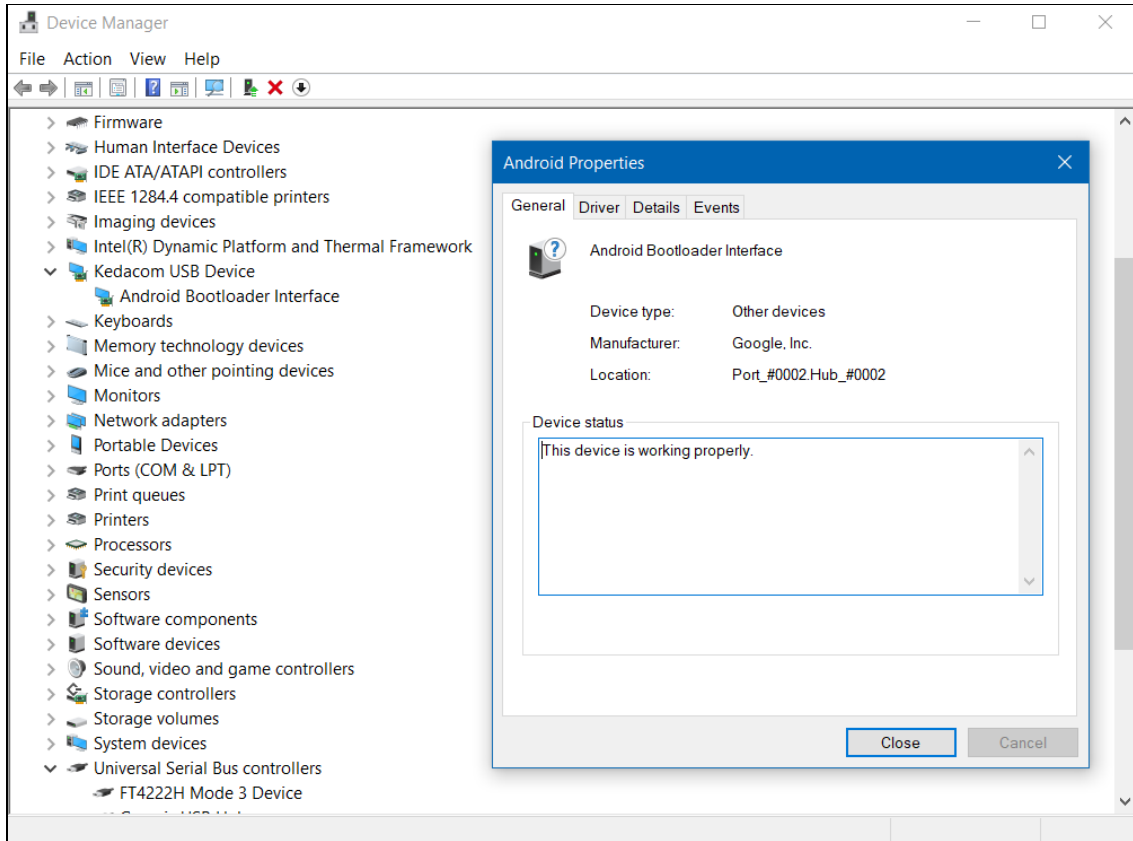 Device Manager
File Action View Help
Firmware
Human Interface Devices
IDE ATA/ATAPI controllers
IEEE 1284.4 compatible printers
Imaging devices
Intel(R) Dynamic Platform and Thermal Framework
Kedacom USB Device
Android Bootloader Interface
Keyboards
Memory technology devices
Mice and other pointing devices
Monitors
Network adapters
Portable Devices
Ports (COM & LPT)
Print queues
Printers
Processors
Security devices
Sensors
Software components
Software devices
Sound, video and game controllers
Storage controllers
Storage volumes
System devices
Universal Serial Bus controllers
FT4222H Mode 3 Device
Android Properties
General Driver Details Events
Android Bootloader Interface
Device type: Other devices
Manufacturer: Google, Inc.
Location: Port_#0002.Hub_#0002
Device status
This device is working properly.
Close Cancel